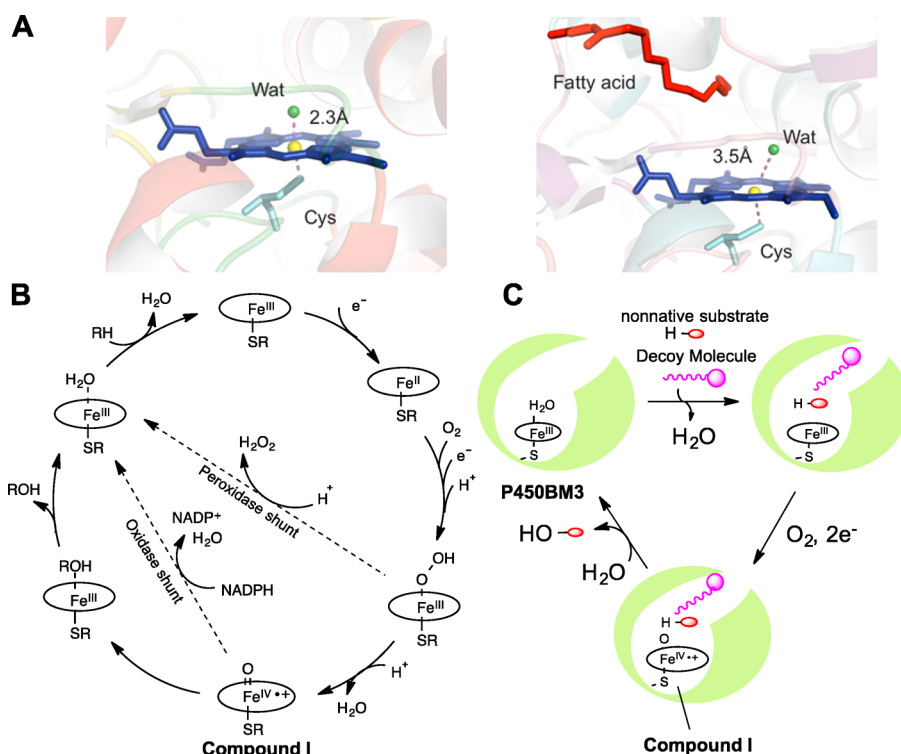 A
Wat
2.3Å
Cys
Fatty acid
Wat
3.5Å
Cys
B
H₂O
RH
Feᴵᴵᴵ
SR
e⁻
Feᴵᴵ
SR
O₂
e⁻
H⁺
H₂O
Feᴵᴵᴵ
SR
H₂O₂
H⁺
Peroxidase shunt
ROH
NADP⁺
H₂O
NADPH
Oxidase shunt
OH
O
Feᴵᴵᴵ
SR
ROH
Feᴵᴵᴵ
SR
H⁺
H₂O
O
Feᴵⱽ •+
SR
Compound I
C
nonnative substrate
H
Decoy Molecule
H₂O
H₂O
Feᴵᴵᴵ
S
P450BM3
H
Feᴵᴵᴵ
S
O₂, 2e⁻
HO
H₂O
H
O
Feᴵⱽ •+
S
Compound I